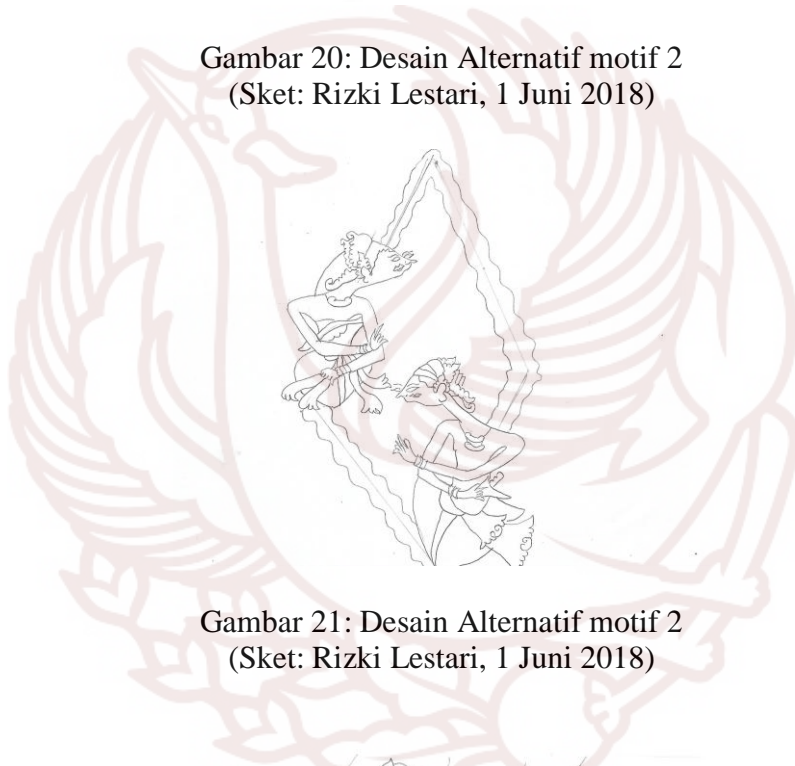 Gambar 20: Desain Alternatif motif 2
(Sket: Rizki Lestari, 1 Juni 2018)
Gambar 21: Desain Alternatif motif 2
(Sket: Rizki Lestari, 1 Juni 2018)